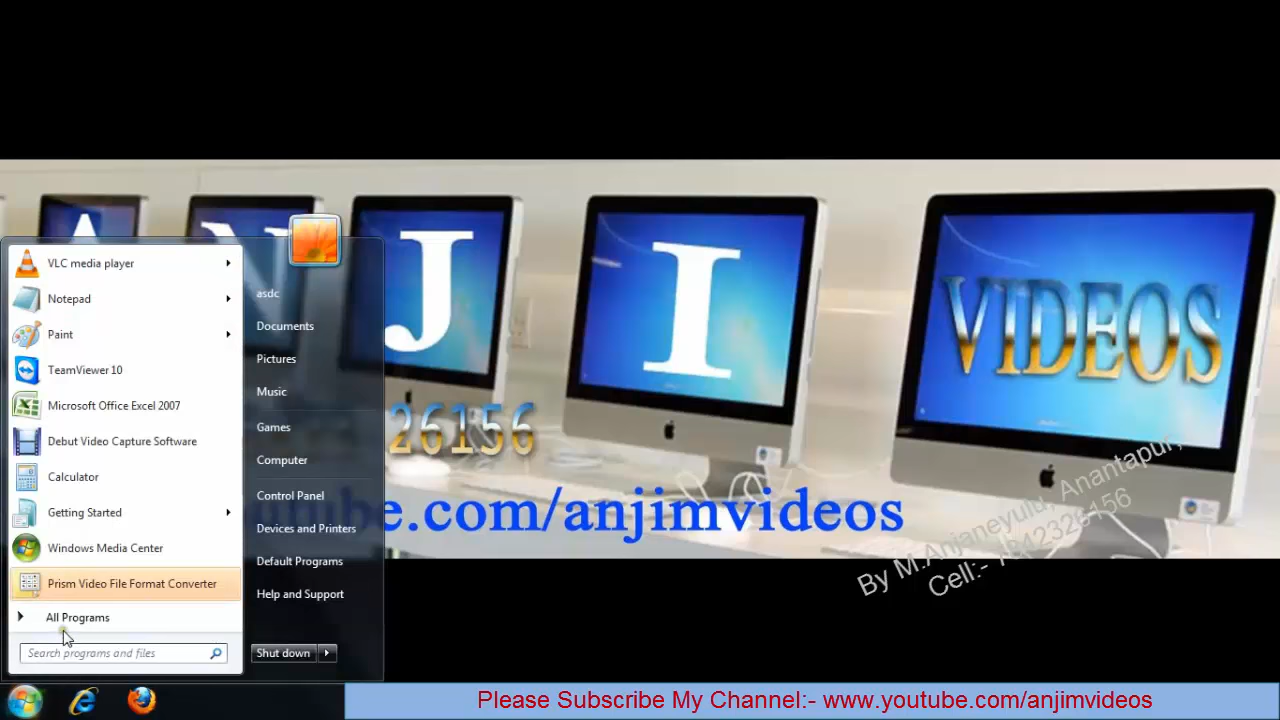 A
N
J
I
VIDEOS
VLC media player
Notepad
Paint
TeamViewer 10
Microsoft Office Excel 2007
Debut Video Capture Software
Calculator
Getting Started
Windows Media Center
Prism Video File Format Converter
All Programs
Search programs and files
asdc
Documents
Pictures
Music
Games
Computer
Control Panel
Devices and Printers
Default Programs
Help and Support
Shut down
26156
e.com/anjimvideos
By M.Anjaneyulu, Anantapur,
Cell:-
Please Subscribe My Channel:- www.youtube.com/anjimvideos